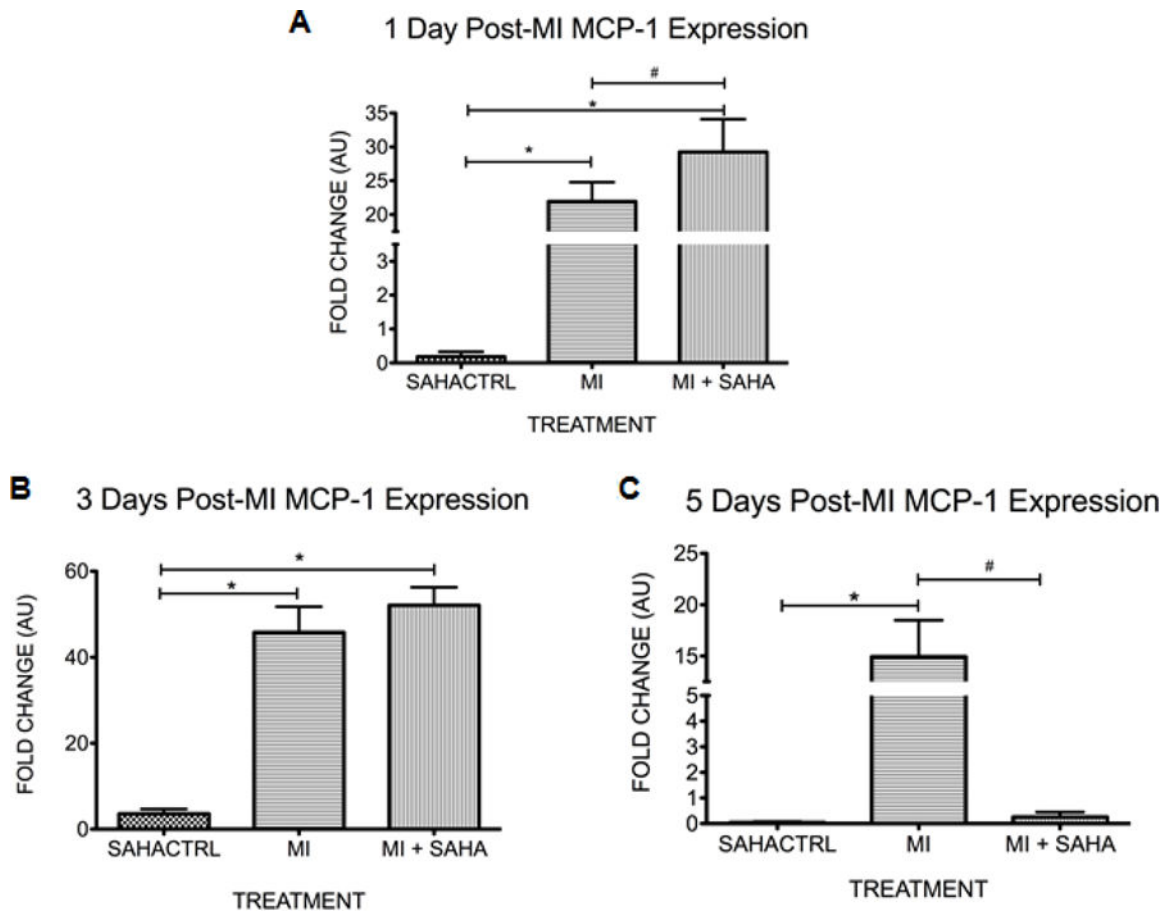 A
1 Day Post-MI MCP-1 Expression
#
*
*
FOLD CHANGE (AU)
35
30
25
20
3
2
1
0
SAHACTRL MI MI + SAHA
TREATMENT
B
3 Days Post-MI MCP-1 Expression
*
*
FOLD CHANGE (AU)
60
40
20
0
SAHACTRL MI MI + SAHA
TREATMENT
C
5 Days Post-MI MCP-1 Expression
#
*
FOLD CHANGE (AU)
25
20
15
5
4
3
2
1
0
SAHACTRL MI MI + SAHA
TREATMENT